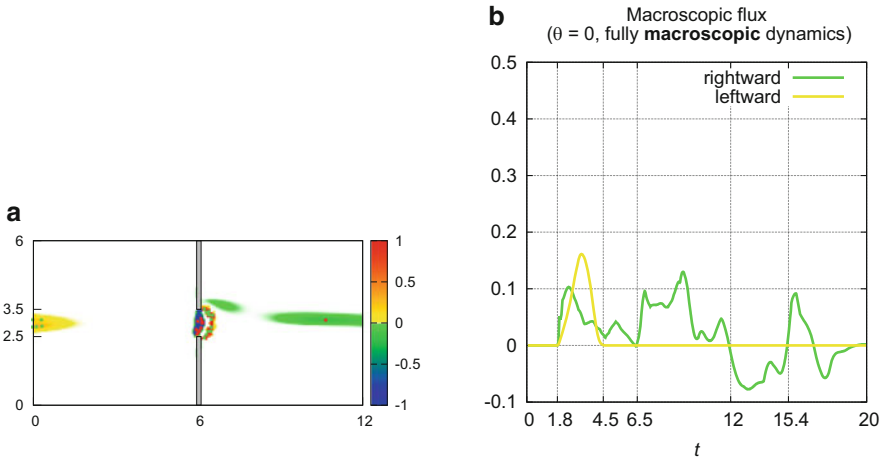 a
6
3.5
2.5
0
0
6
12
1
0.5
0
-0.5
-1
b
Macroscopic flux
(θ = 0, fully macroscopic dynamics)
rightward
leftward
0.5
0.4
0.3
0.2
0.1
0
-0.1
0 1.8 4.5 6.5 12 15.4 20
t